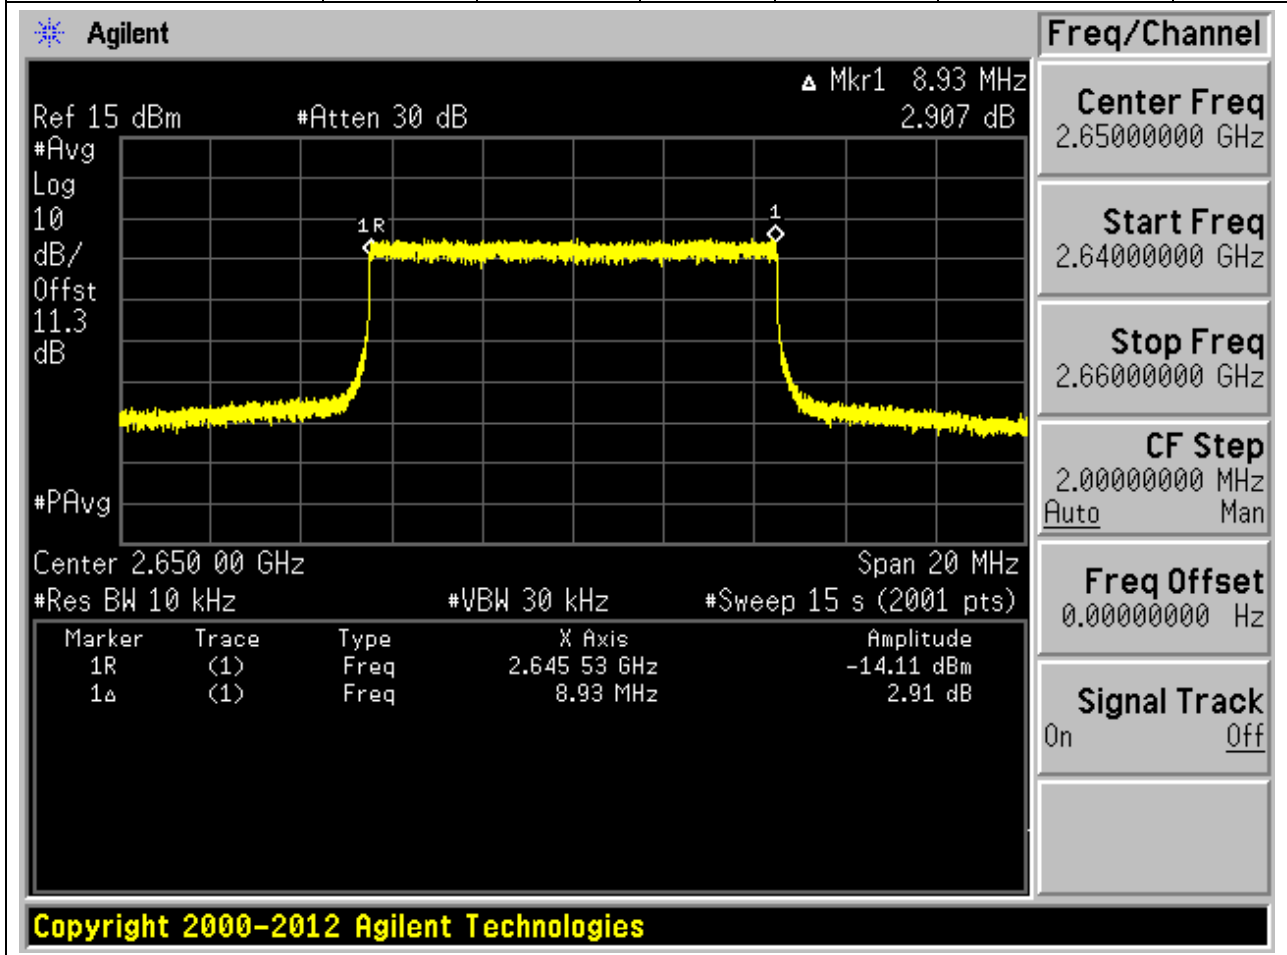 Agilent
Freq/Channel
Δ Mkr1 8.93 MHz
Ref 15 dBm #Atten 30 dB 2.907 dB
#Avg
Log
10
dB/
Offst
11.3
dB
1R
1
#PAvg
Center 2.650 00 GHz Span 20 MHz
#Res BW 10 kHz #VBW 30 kHz #Sweep 15 s (2001 pts)
Marker Trace Type X Axis Amplitude
1R (1) Freq 2.645 53 GHz -14.11 dBm
1Δ (1) Freq 8.93 MHz 2.91 dB
Center Freq
2.65000000 GHz
Start Freq
2.64000000 GHz
Stop Freq
2.66000000 GHz
CF Step
2.00000000 MHz
Auto Man
Freq Offset
0.00000000 Hz
Signal Track
On Off
Copyright 2000-2012 Agilent Technologies